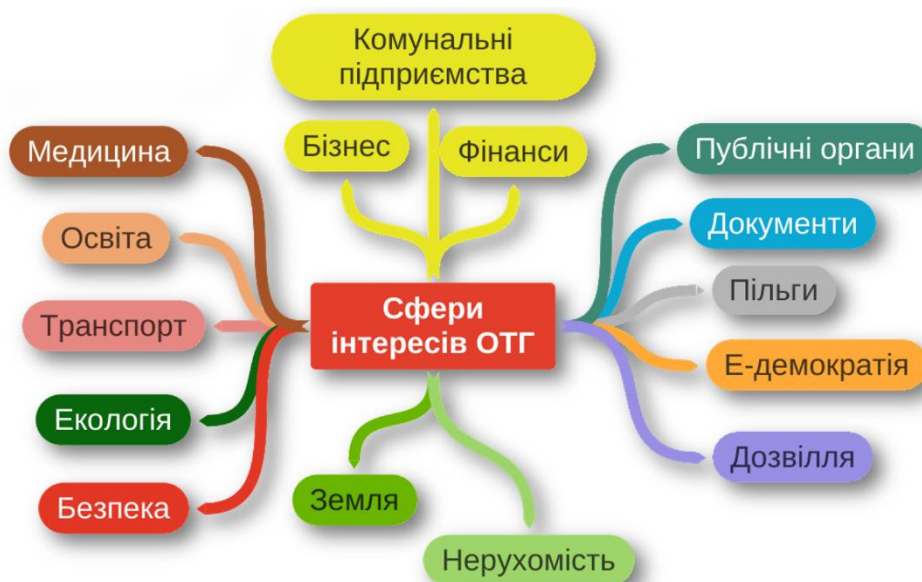 Комунальні
підприємства
Бізнес
Фінанси
Медицина
Освіта
Транспорт
Екологія
Безпека
Сфери
інтересів ОТГ
Публічні органи
Документи
Пільги
Е-демократія
Дозвілля
Земля
Нерухомість